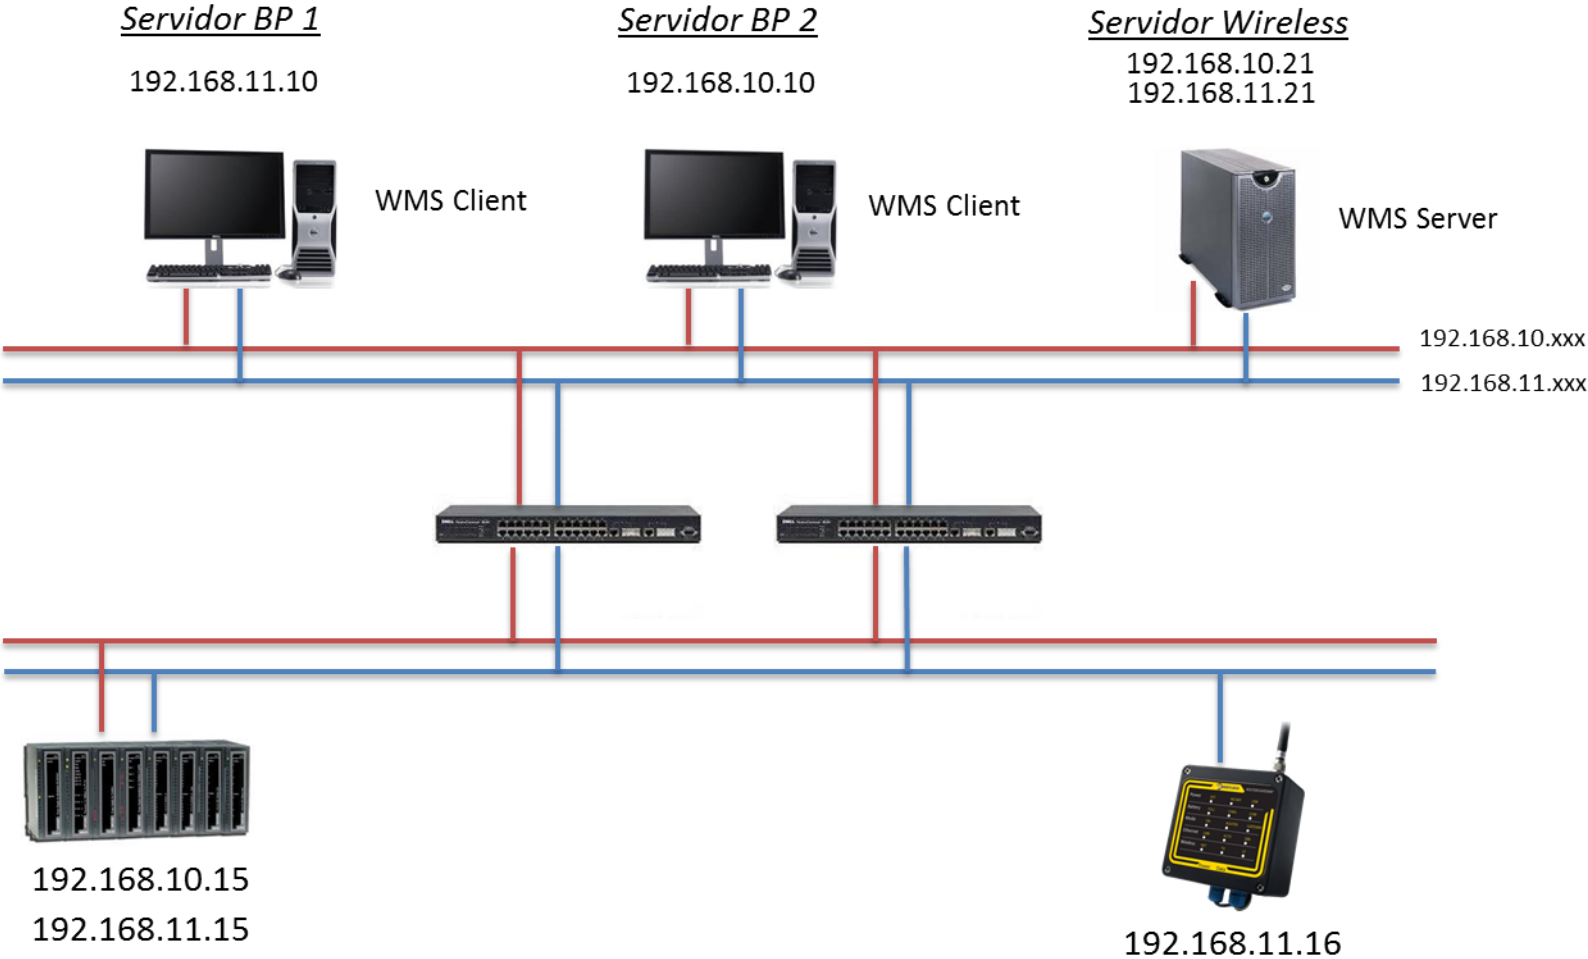 Servidor BP 1
Servidor BP 2
Servidor Wireless
192.168.11.10
192.168.10.10
192.168.10.21
192.168.11.21
WMS Client
WMS Client
WMS Server
192.168.10.xxx
192.168.11.xxx
DELL
DELL
192.168.10.15
192.168.11.15
192.168.11.16